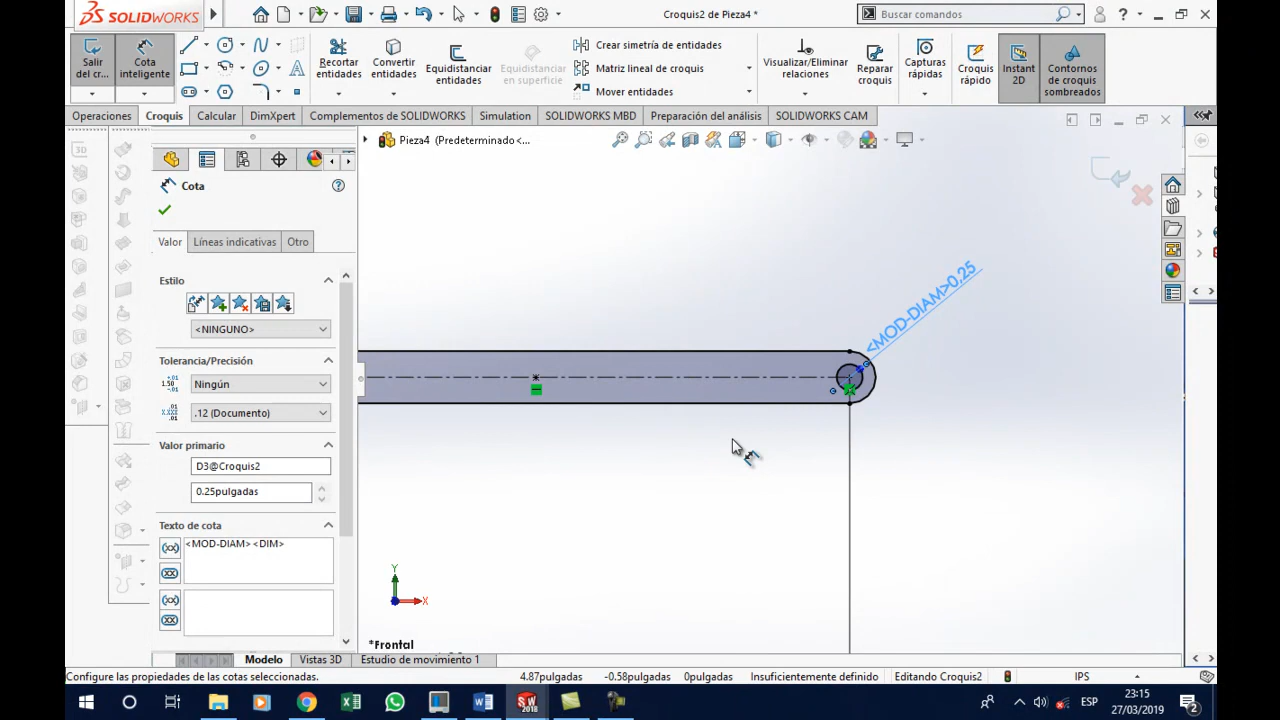 SOLIDWORKS
Croquis2 de Pieza4 *
Buscar comandos
?
Salir del cr...
Cota inteligente
Recortar entidades
Convertir entidades
Equidistanciar entidades
Equidistanciar en superficie
Crear simetría de entidades
Matriz lineal de croquis
Mover entidades
Visualizar/Eliminar relaciones
Reparar croquis
Capturas rápidas
Croquis rápido
Instant 2D
Contornos de croquis sombreados
Operaciones
Croquis
Calcular
DimXpert
Complementos de SOLIDWORKS
Simulation
SOLIDWORKS MBD
Preparación del análisis
SOLIDWORKS CAM
Pieza4 (Predeterminado<...
Cota
Valor
Líneas indicativas
Otro
Estilo
<NINGUNO>
Tolerancia/Precisión
Ningún
.12 (Documento)
Valor primario
D3@Croquis2
0.25pulgadas
Texto de cota
<MOD-DIAM><DIM>
<MOD-DIAM>0,25
Y
X
*Frontal
Modelo
Vistas 3D
Estudio de movimiento 1
Configure las propiedades de las cotas seleccionadas.
4.87pulgadas
-0.58pulgadas
0pulgadas
Insuficientemente definido
Editando Croquis2
IPS
ESP
23:15
27/03/2019
2